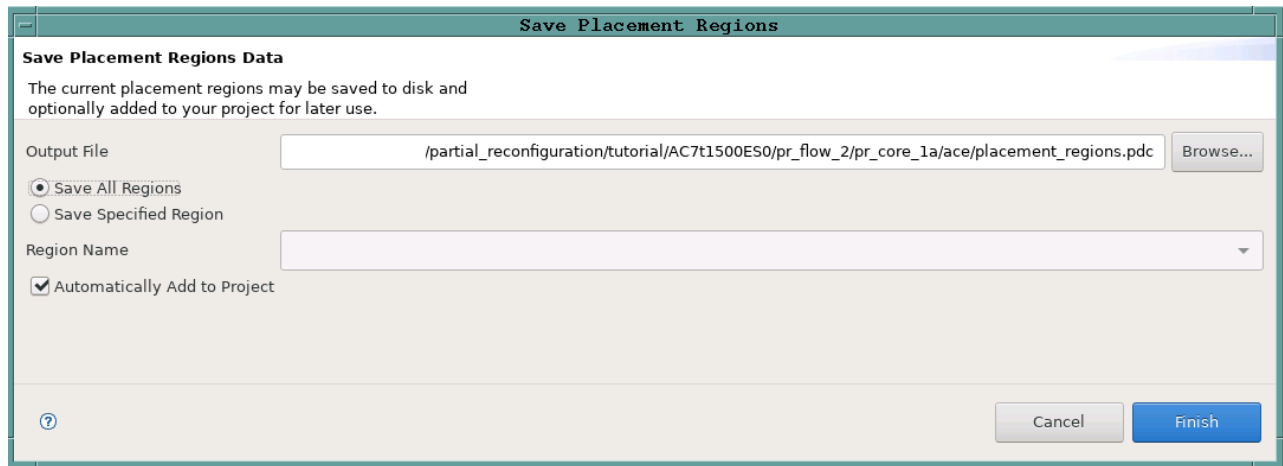 Save Placement Regions
Save Placement Regions Data
The current placement regions may be saved to disk and
optionally added to your project for later use.
Output File
/partial_reconfiguration/tutorial/AC7t1500ES0/pr_flow_2/pr_core_1a/ace/placement_regions.pdc
Browse...
Save All Regions
Save Specified Region
Region Name
Automatically Add to Project
?
Cancel
Finish